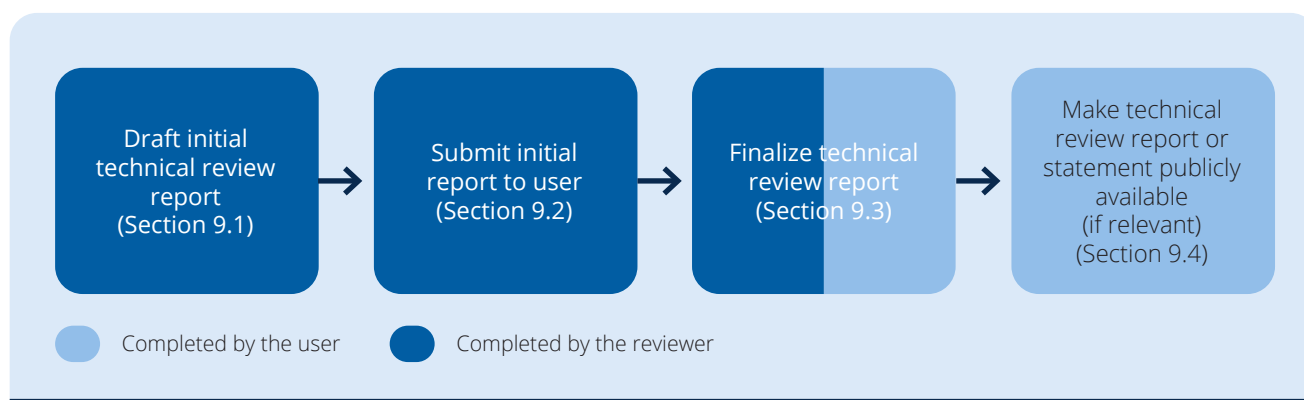 Draft initial
technical review
report
(Section 9.1)
Submit initial
report to user
(Section 9.2)
Finalize technical
review report
(Section 9.3)
Make technical
review report or
statement publicly
available
(if relevant)
(Section 9.4)
Completed by the user
Completed by the reviewer